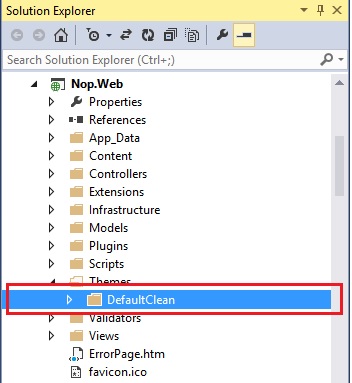 Solution Explorer
Search Solution Explorer (Ctrl+;)
Nop.Web
Properties
References
App_Data
Content
Controllers
Extensions
Infrastructure
Models
Plugins
Scripts
Themes
DefaultClean
Validators
Views
ErrorPage.htm
favicon.ico